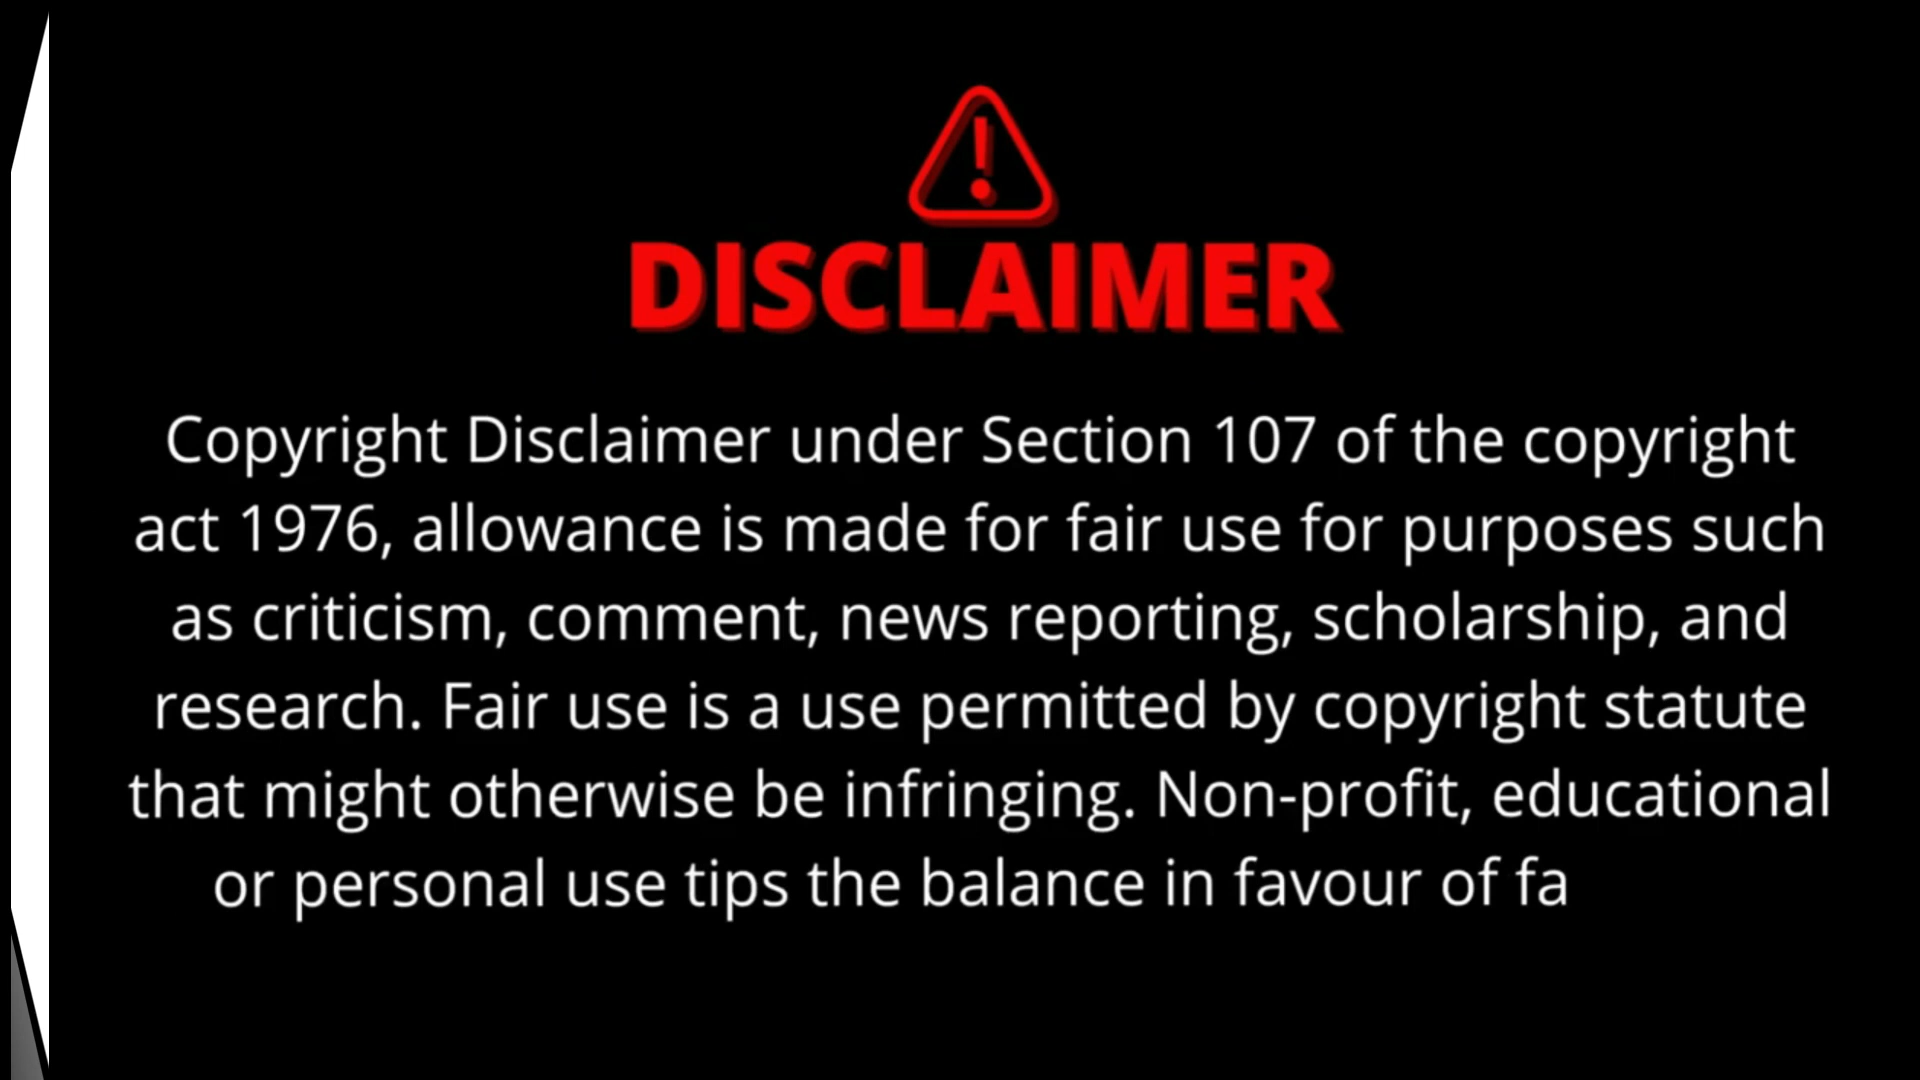 DISCLAIMER
Copyright Disclaimer under Section 107 of the copyright
act 1976, allowance is made for fair use for purposes such
as criticism, comment, news reporting, scholarship, and
research. Fair use is a use permitted by copyright statute
that might otherwise be infringing. Non-profit, educational
or personal use tips the balance in favour of fa